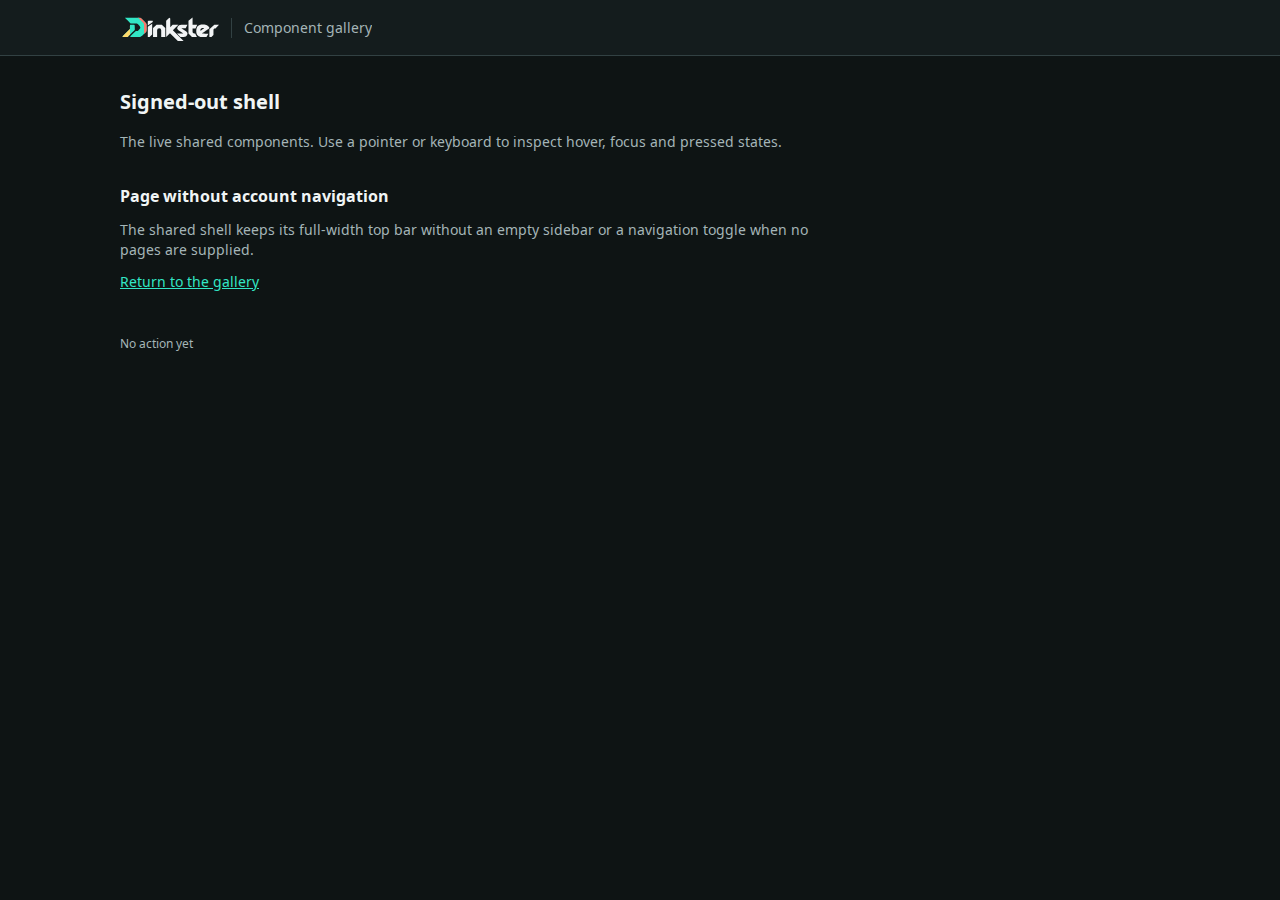 Dinkster
Component gallery
Signed-out shell
The live shared components. Use a pointer or keyboard to inspect hover, focus and pressed states.
Page without account navigation
The shared shell keeps its full-width top bar without an empty sidebar or a navigation toggle when no
pages are supplied.
Return to the gallery
No action yet